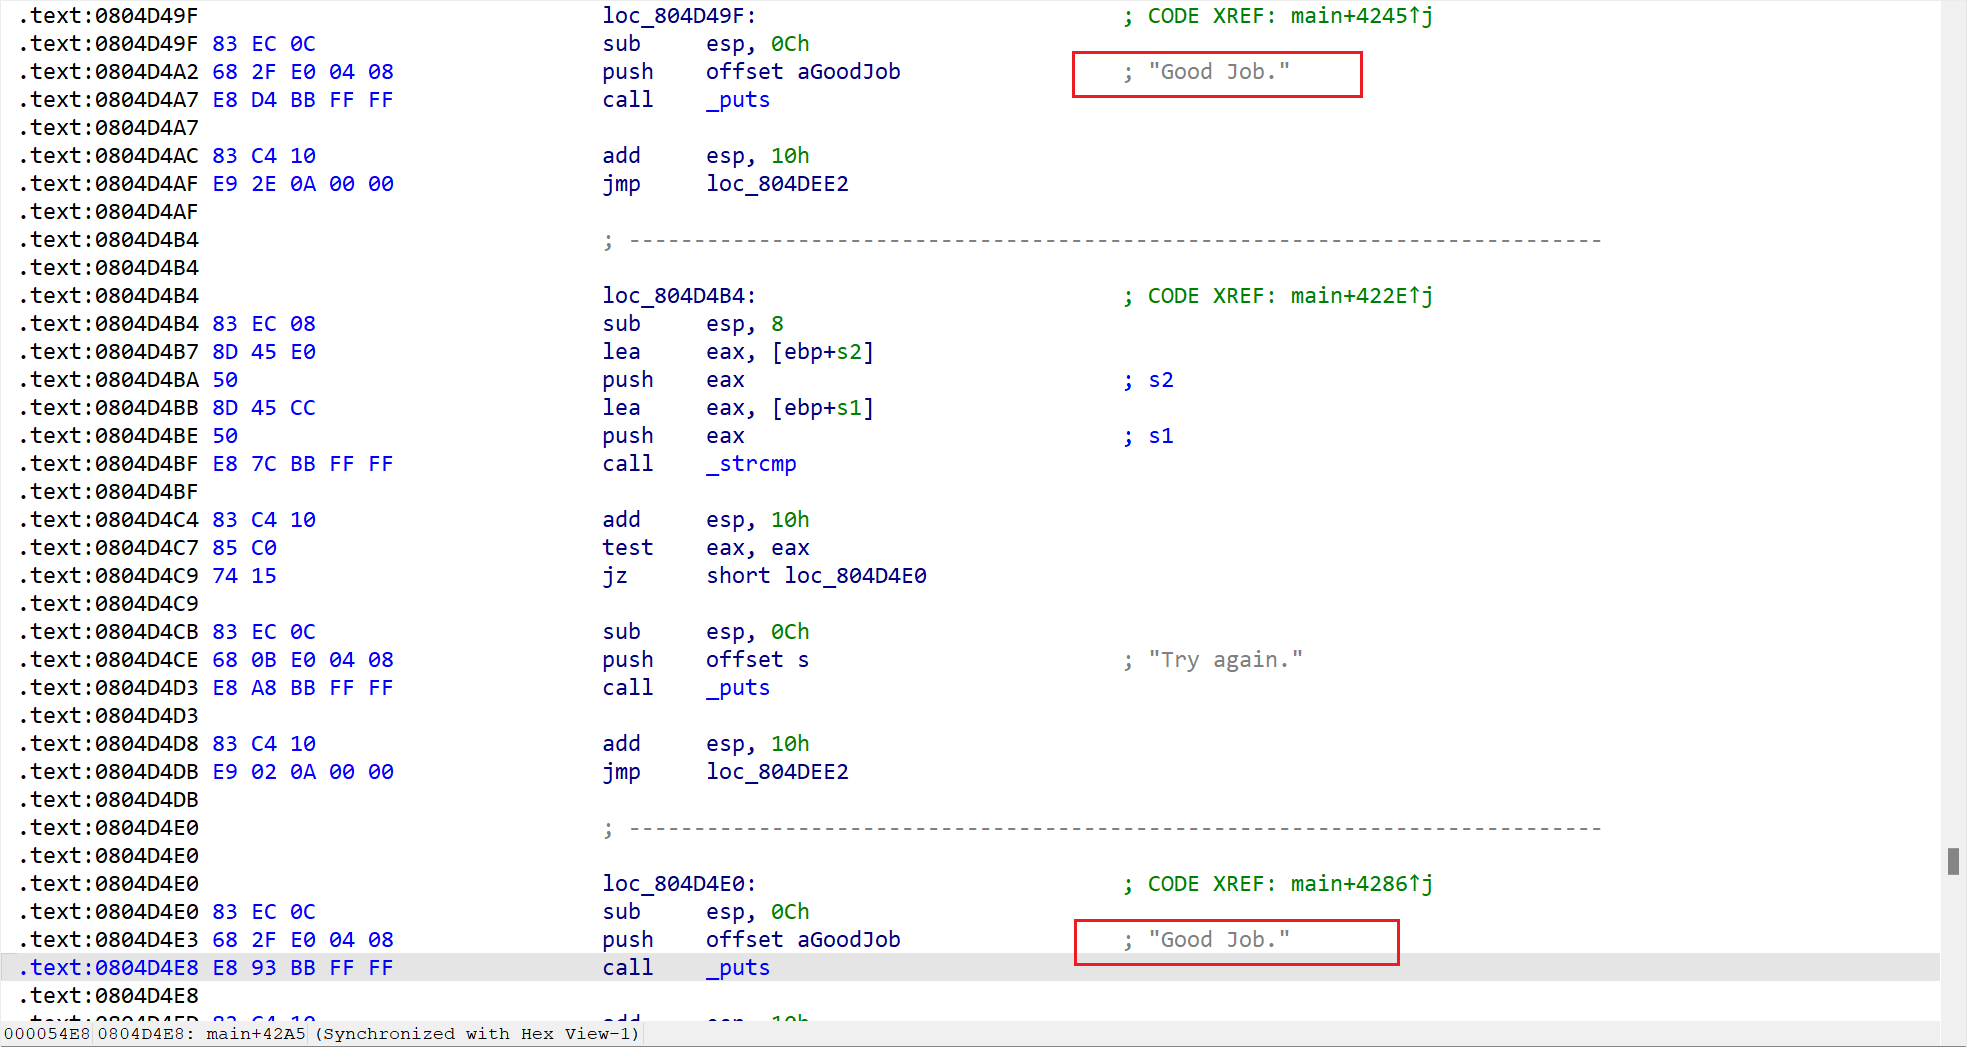 .text:0804D49F loc_804D49F: ; CODE XREF: main+4245↑j
.text:0804D49F 83 EC 0C sub esp, 0Ch
.text:0804D4A2 68 2F E0 04 08 push offset aGoodJob ; "Good Job."
.text:0804D4A7 E8 D4 BB FF FF call _puts
.text:0804D4A7
.text:0804D4AC 83 C4 10 add esp, 10h
.text:0804D4AF E9 2E 0A 00 00 jmp loc_804DEE2
.text:0804D4AF
.text:0804D4B4 ; ---------------------------------------------------------------------------
.text:0804D4B4
.text:0804D4B4 loc_804D4B4: ; CODE XREF: main+422E↑j
.text:0804D4B4 83 EC 08 sub esp, 8
.text:0804D4B7 8D 45 E0 lea eax, [ebp+s2]
.text:0804D4BA 50 push eax ; s2
.text:0804D4BB 8D 45 CC lea eax, [ebp+s1]
.text:0804D4BE 50 push eax ; s1
.text:0804D4BF E8 7C BB FF FF call _strcmp
.text:0804D4BF
.text:0804D4C4 83 C4 10 add esp, 10h
.text:0804D4C7 85 C0 test eax, eax
.text:0804D4C9 74 15 jz short loc_804D4E0
.text:0804D4C9
.text:0804D4CB 83 EC 0C sub esp, 0Ch
.text:0804D4CE 68 0B E0 04 08 push offset s ; "Try again."
.text:0804D4D3 E8 A8 BB FF FF call _puts
.text:0804D4D3
.text:0804D4D8 83 C4 10 add esp, 10h
.text:0804D4DB E9 02 0A 00 00 jmp loc_804DEE2
.text:0804D4DB
.text:0804D4E0 ; ---------------------------------------------------------------------------
.text:0804D4E0
.text:0804D4E0 loc_804D4E0: ; CODE XREF: main+4286↑j
.text:0804D4E0 83 EC 0C sub esp, 0Ch
.text:0804D4E3 68 2F E0 04 08 push offset aGoodJob ; "Good Job."
.text:0804D4E8 E8 93 BB FF FF call _puts
.text:0804D4E8
000054E8 0804D4E8: main+42A5 (Synchronized with Hex View-1)